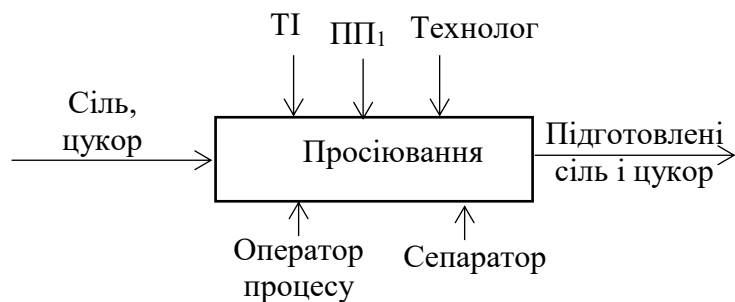 ТІ ПП₁ Технолог
Сіль,
цукор
Просіювання
Підготовлені
сіль і цукор
Оператор
процесу
Сепаратор